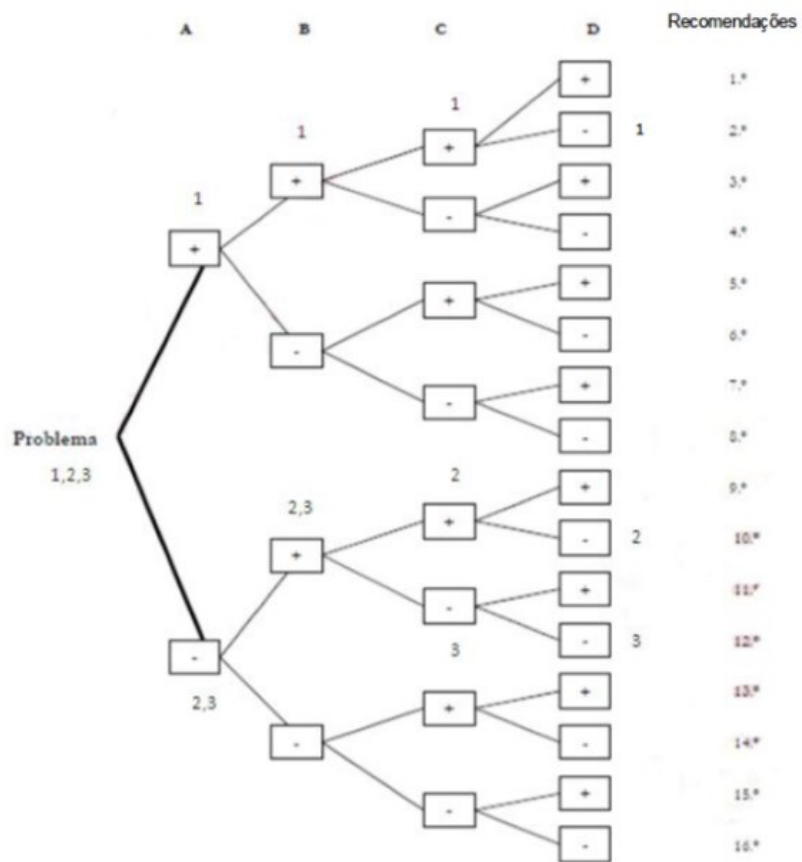 A B C D Recomendações
+ 1.º
1
1 - 1 2.º
+
+ + 3.º
1
-
- 4.º
+
+ 5.º
+
- 6.º
-
+ 7.º
-
- 8.º
Problema
1,2,3 2
+ 9.º
2,3
+
- 2 10.º
+
+ 11.º
-
- 3 12.º
3
-
+ 13.º
2,3
+
- - 14.º
+ 15.º
-
- 16.º